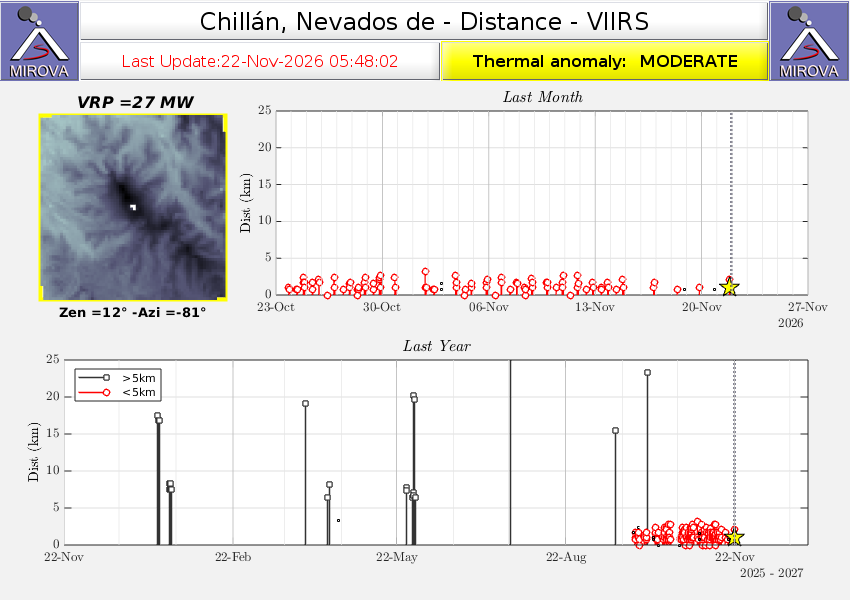 Chillán, Nevados de - Distance - VIIRS
MIROVA
Last Update:22-Nov-2026 05:48:02
Thermal anomaly: MODERATE
MIROVA
VRP =27 MW
Zen =12° -Azi =-81°
Last Month
Dist (km)
25
20
15
10
5
0
23-Oct
30-Oct
06-Nov
13-Nov
20-Nov
27-Nov
2026
Last Year
>5km
<5km
Dist (km)
25
20
15
10
5
0
22-Nov
22-Feb
22-May
22-Aug
22-Nov
2025 - 2027